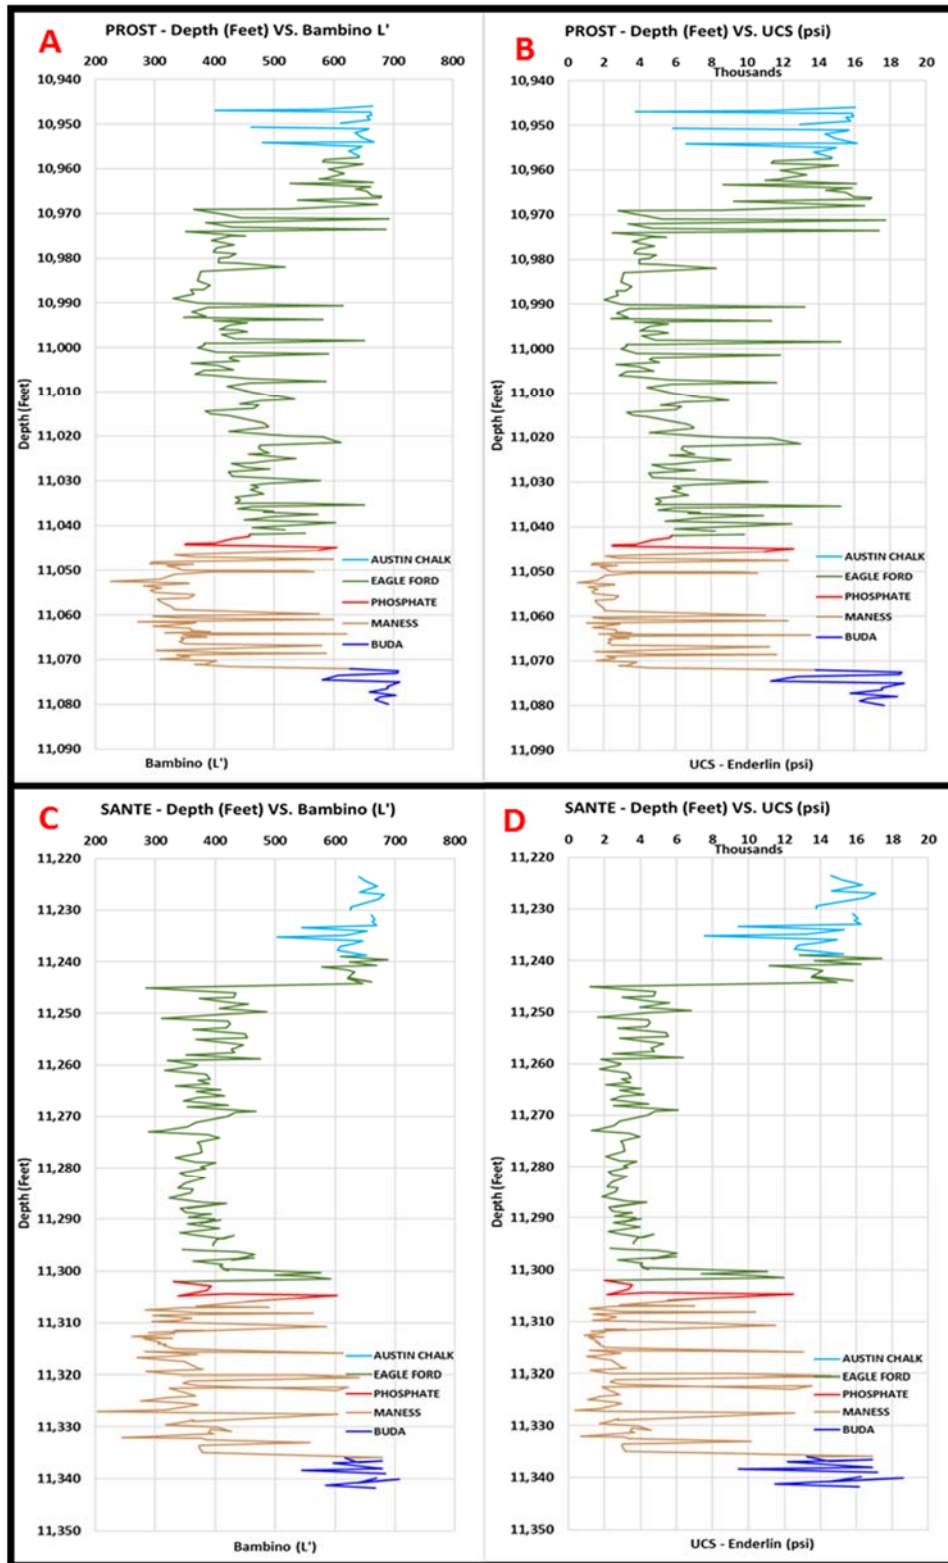 A
PROST - Depth (Feet) VS. Bambino L'
200 300 400 500 600 700 800
10,940
10,950
10,960
10,970
10,980
10,990
11,000
11,010
11,020
11,030
11,040
11,050
11,060
11,070
11,080
11,090
Depth (Feet)
AUSTIN CHALK
EAGLE FORD
PHOSPHATE
MANESS
BUDA
Bambino (L')
B
PROST - Depth (Feet) VS. UCS (psi)
Thousands
0 2 4 6 8 10 12 14 16 18 20
10,940
10,950
10,960
10,970
10,980
10,990
11,000
11,010
11,020
11,030
11,040
11,050
11,060
11,070
11,080
11,090
Depth (Feet)
AUSTIN CHALK
EAGLE FORD
PHOSPHATE
MANESS
BUDA
UCS - Enderlin (psi)
C
SANTE - Depth (Feet) VS. Bambino (L')
200 300 400 500 600 700 800
11,220
11,230
11,240
11,250
11,260
11,270
11,280
11,290
11,300
11,310
11,320
11,330
11,340
11,350
Depth (Feet)
AUSTIN CHALK
EAGLE FORD
PHOSPHATE
MANESS
BUDA
Bambino (L')
D
SANTE - Depth (Feet) VS. UCS (psi)
0 2 4 6 8 10 12 14 16 18 20
Thousands
11,220
11,230
11,240
11,250
11,260
11,270
11,280
11,290
11,300
11,310
11,320
11,330
11,340
11,350
Depth (Feet)
AUSTIN CHALK
EAGLE FORD
PHOSPHATE
MANESS
BUDA
UCS - Enderlin (psi)